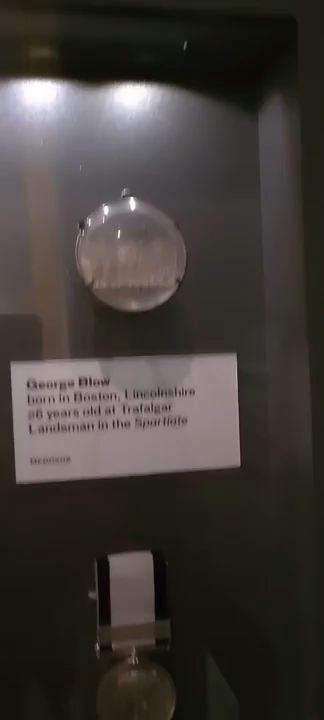 George Blow
born in Boston, Lincolnshire
26 years old at Trafalgar
Landsman in the Spartiate